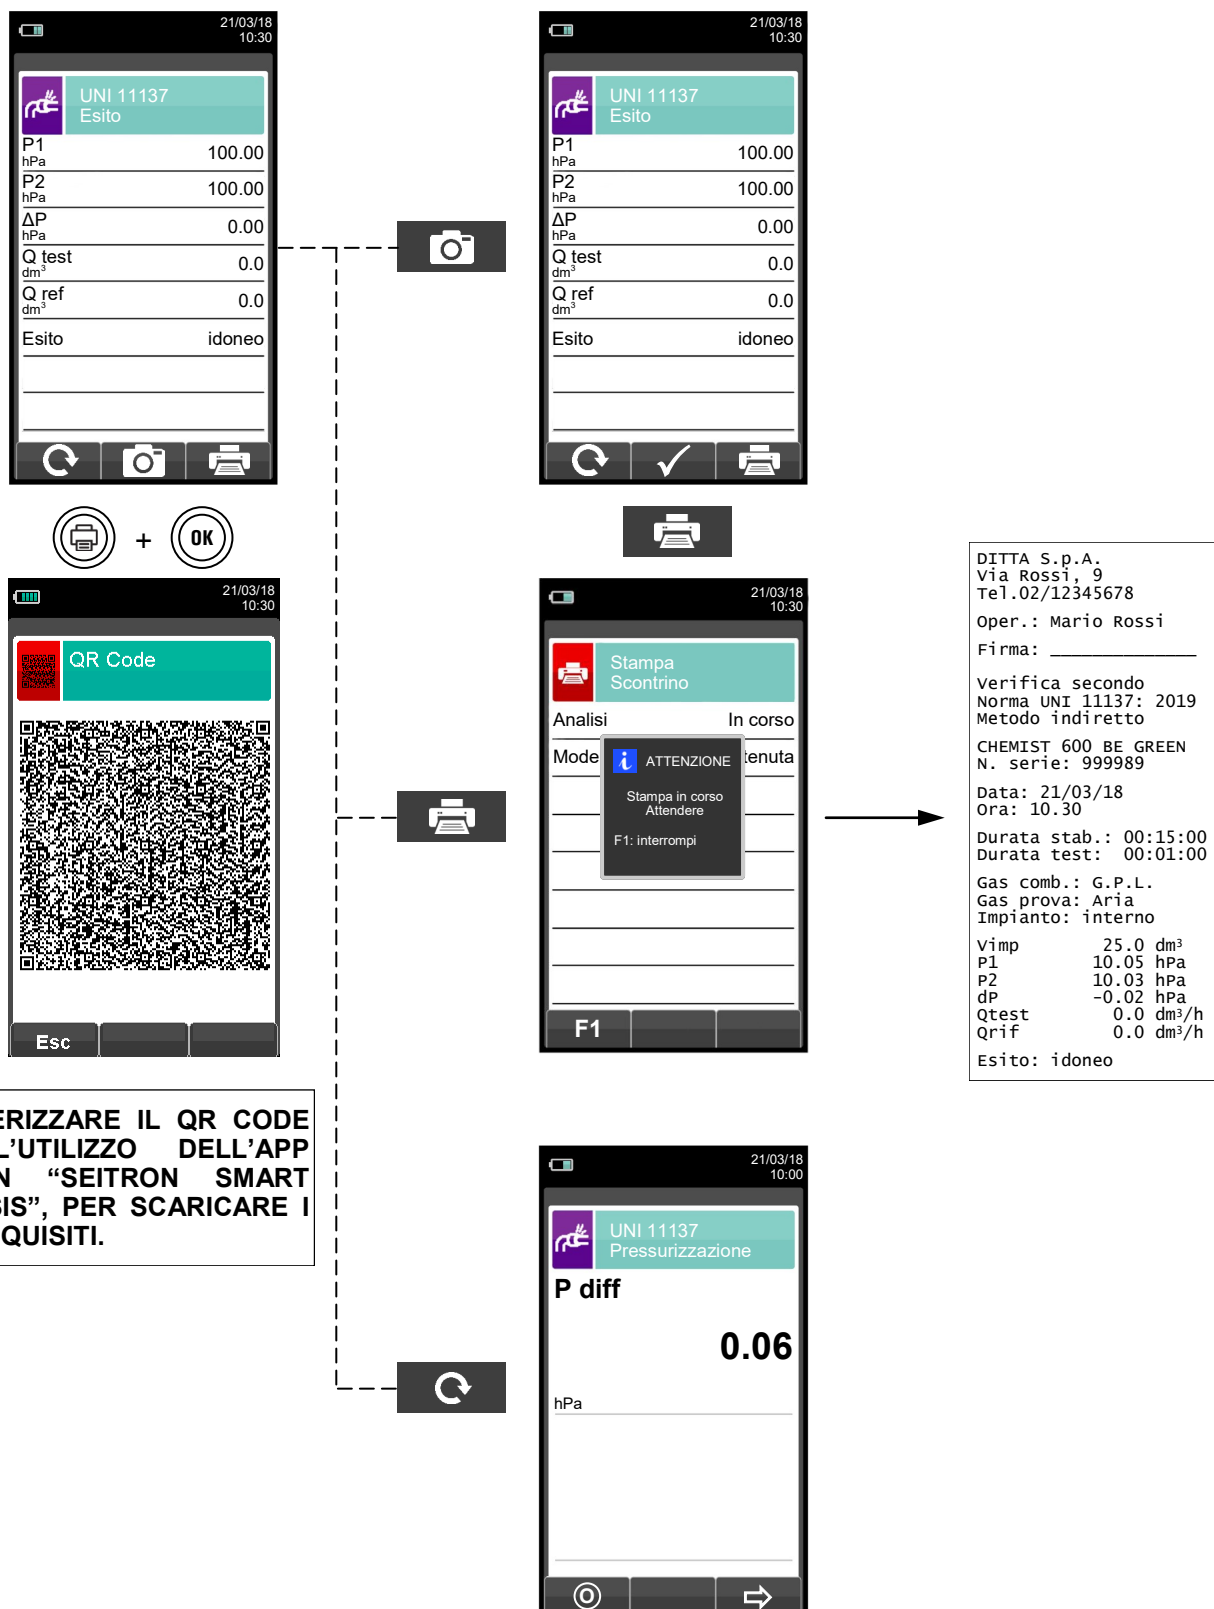 21/03/18
10:30
UNI 11137
Esito
P1
hPa
100.00
P2
hPa
100.00
ΔP
hPa
0.00
Q test
dm³
0.0
Q ref
dm³
0.0
Esito idoneo
+ OK
21/03/18
10:30
QR Code
Esc
ERIZZARE IL QR CODE
L’UTILIZZO DELL’APP
N “SEITRON SMART
SIS”, PER SCARICARE I
QUISITI.
21/03/18
10:30
UNI 11137
Esito
P1
hPa
100.00
P2
hPa
100.00
ΔP
hPa
0.00
Q test
dm³
0.0
Q ref
dm³
0.0
Esito idoneo
21/03/18
10:30
Stampa
Scontrino
Analisi In corso
Mode tenuta
i ATTENZIONE
Stampa in corso
Attendere
F1: interrompi
F1
DITTA S.p.A.
Via Rossi, 9
Tel.02/12345678
Oper.: Mario Rossi
Firma: ______________
Verifica secondo
Norma UNI 11137: 2019
Metodo indiretto
CHEMIST 600 BE GREEN
N. serie: 999989
Data: 21/03/18
Ora: 10.30
Durata stab.: 00:15:00
Durata test: 00:01:00
Gas comb.: G.P.L.
Gas prova: Aria
Impianto: interno
Vimp 25.0 dm³
P1 10.05 hPa
P2 10.03 hPa
dP -0.02 hPa
Qtest 0.0 dm³/h
Qrif 0.0 dm³/h
Esito: idoneo
21/03/18
10:00
UNI 11137
Pressurizzazione
P diff
0.06
hPa